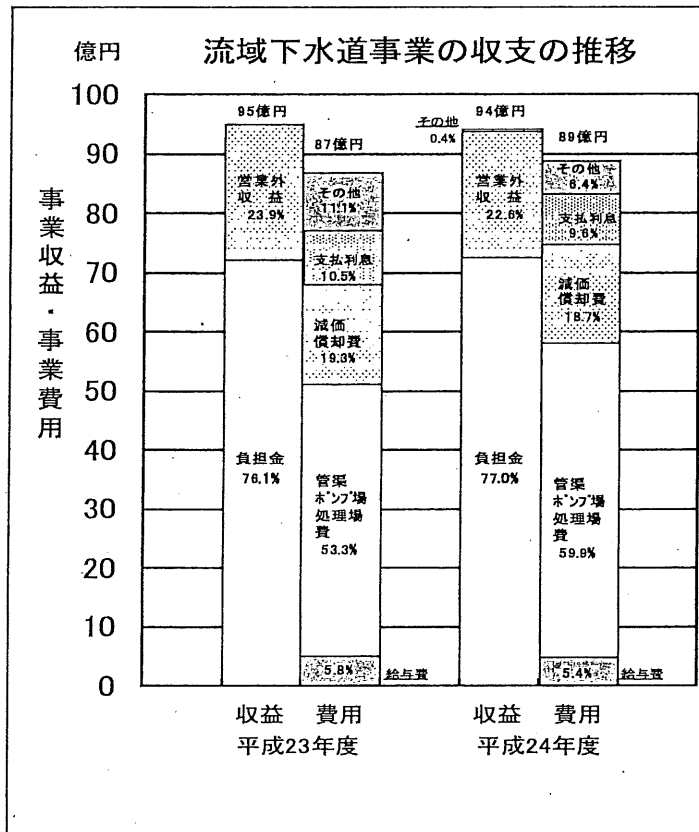 億円
流域下水道事業の収支の推移
事業収益・事業費用
100
90
80
70
60
50
40
30
20
10
0
95億円
営業外
収益
23.9%
負担金
76.1%
87億円
その他
11.1%
支払利息
10.5%
減価
償却費
19.3%
管渠
ポンプ場
処理場
費
53.3%
5.8%
給与費
その他
0.4%
94億円
営業外
収益
22.6%
負担金
77.0%
89億円
その他
6.4%
支払利息
9.6%
減価
償却費
18.7%
管渠
ポンプ場
処理場
費
59.9%
5.4%
給与費
収益 費用
平成23年度
収益 費用
平成24年度